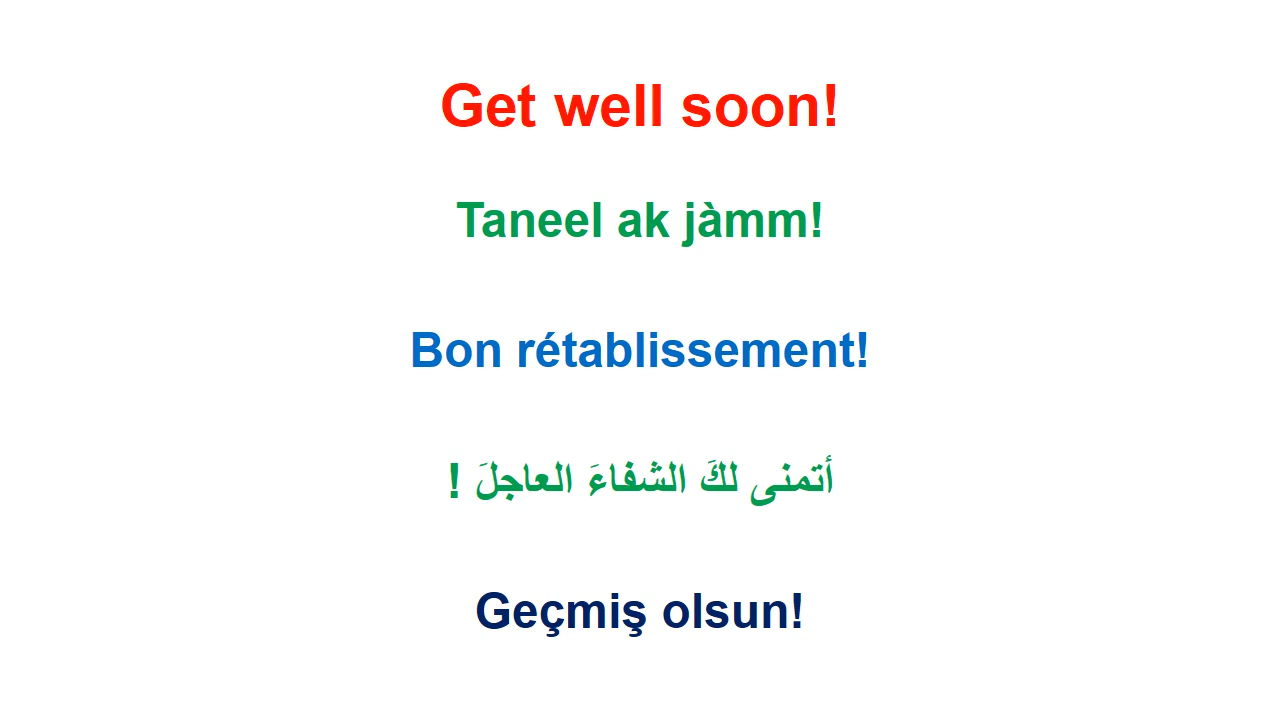 Get well soon!
Taneel ak jàmm!
Bon rétablissement!
أتمنى لكَ الشفاءَ العاجلَ !
Geçmiş olsun!